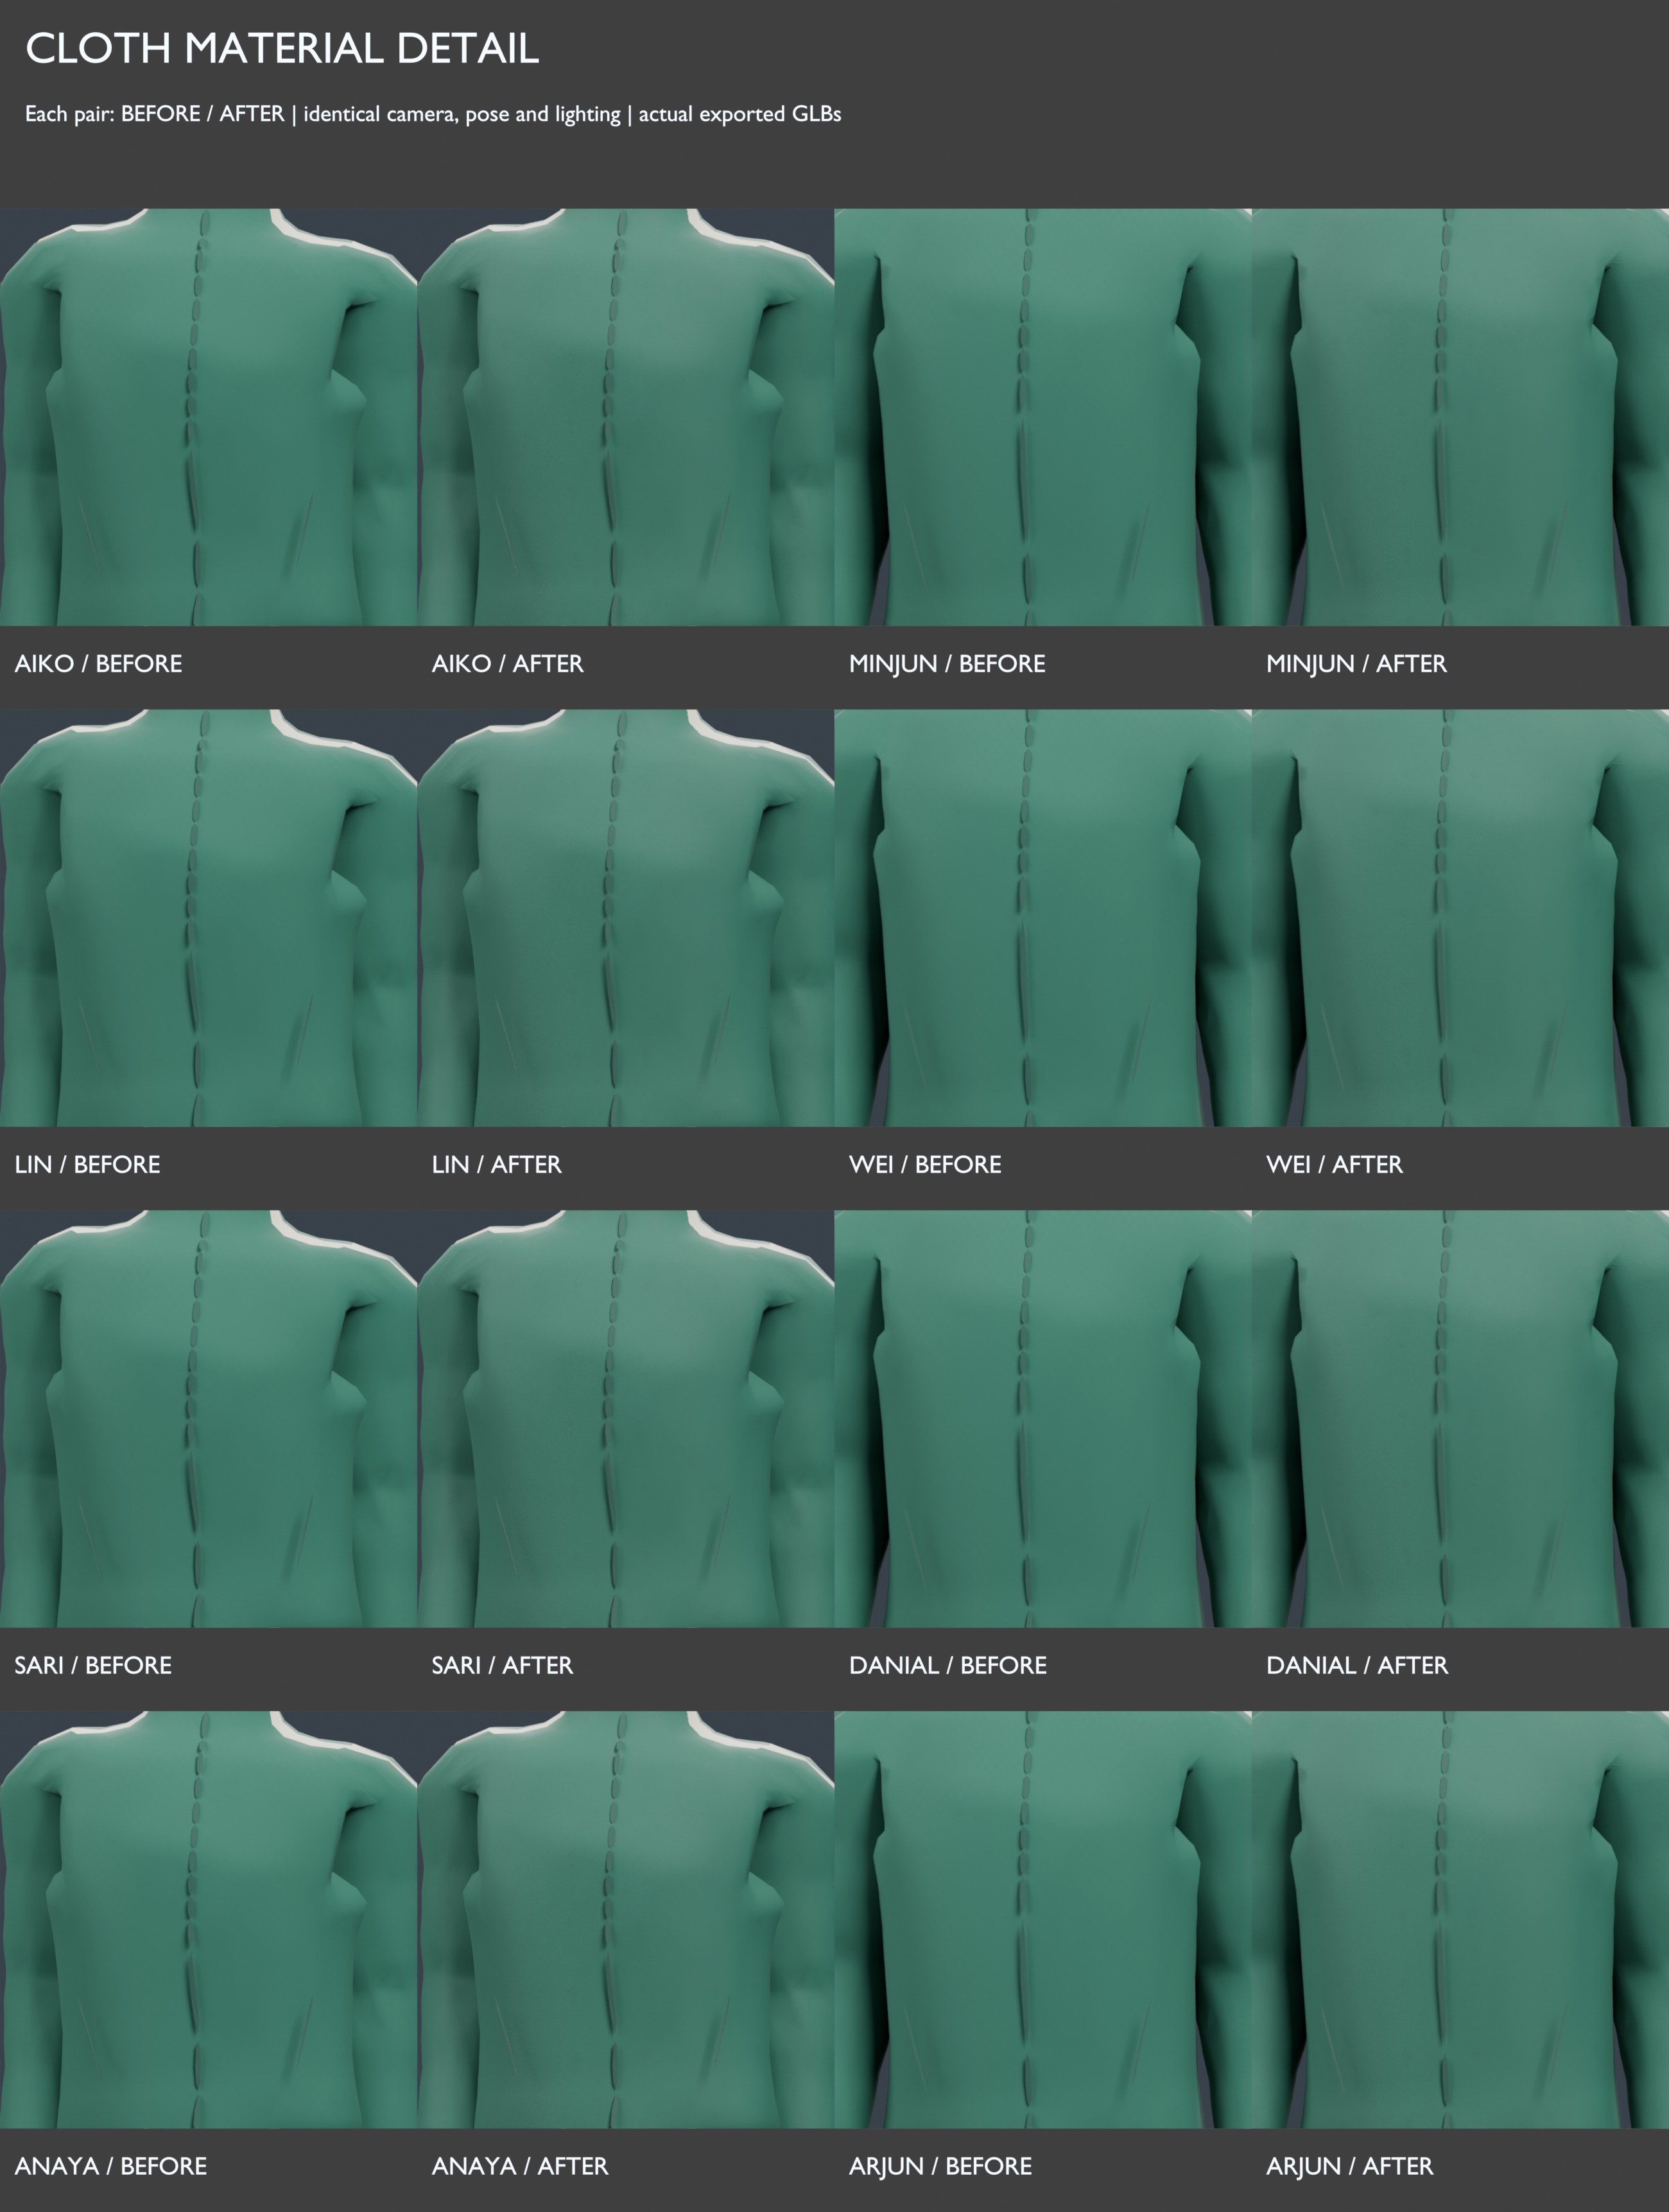 CLOTH MATERIAL DETAIL
Each pair: BEFORE / AFTER | identical camera, pose and lighting | actual exported GLBs
AIKO / BEFORE
AIKO / AFTER
MINJUN / BEFORE
MINJUN / AFTER
LIN / BEFORE
LIN / AFTER
WEI / BEFORE
WEI / AFTER
SARI / BEFORE
SARI / AFTER
DANIAL / BEFORE
DANIAL / AFTER
ANAYA / BEFORE
ANAYA / AFTER
ARJUN / BEFORE
ARJUN / AFTER